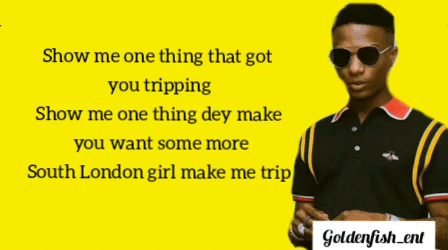 Show me one thing that got
you tripping
Show me one thing dey make
you want some more
South London girl make me trip
Goldenfish_ent